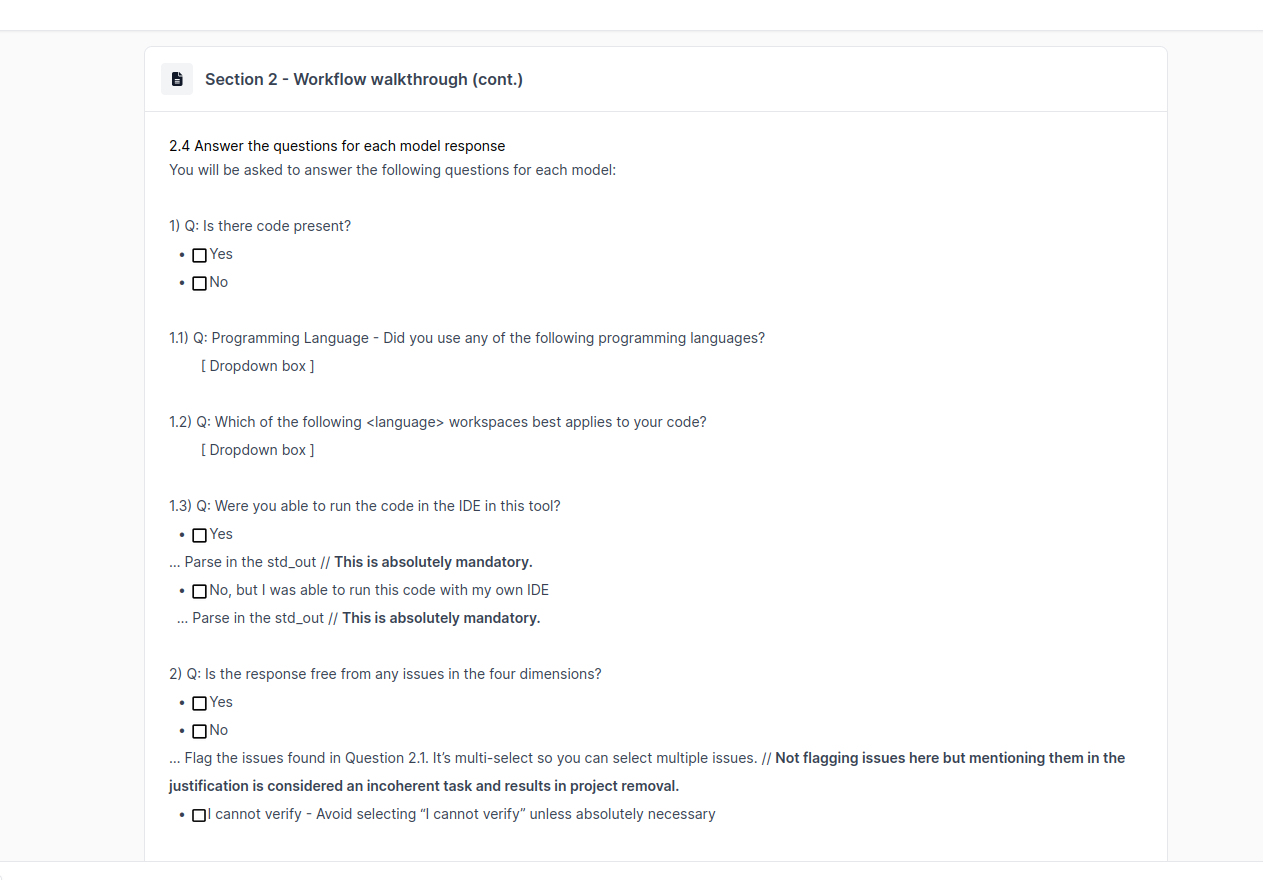 Section 2 - Workflow walkthrough (cont.)
2.4 Answer the questions for each model response
You will be asked to answer the following questions for each model:
1) Q: Is there code present?
• Yes
• No
1.1) Q: Programming Language - Did you use any of the following programming languages?
[ Dropdown box ]
1.2) Q: Which of the following <language> workspaces best applies to your code?
[ Dropdown box ]
1.3) Q: Were you able to run the code in the IDE in this tool?
• Yes
... Parse in the std_out // This is absolutely mandatory.
• No, but I was able to run this code with my own IDE
... Parse in the std_out // This is absolutely mandatory.
2) Q: Is the response free from any issues in the four dimensions?
• Yes
• No
... Flag the issues found in Question 2.1. It’s multi-select so you can select multiple issues. // Not flagging issues here but mentioning them in the
justification is considered an incoherent task and results in project removal.
• I cannot verify - Avoid selecting “I cannot verify” unless absolutely necessary